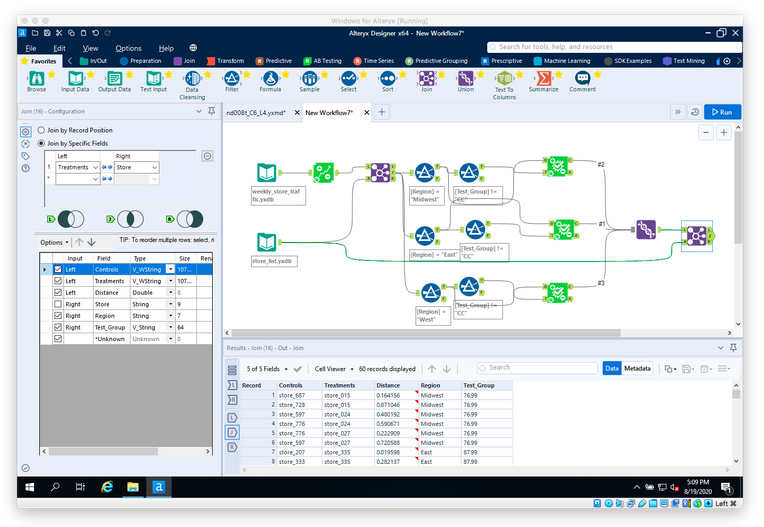 Windows for Alteryx [Running]
Alteryx Designer x64 - New Workflow7*
File Edit View Options Help
Search for tools, help, and resources
Favorites In/Out Preparation Join Transform Predictive AB Testing Time Series Predictive Grouping Prescriptive Machine Learning SDK Examples Text Mining
Browse Input Data Output Data Text Input Data Cleansing Filter Formula Sample Select Sort Join Union Text To Columns Summarize Comment
Join (16) - Configuration
nd008t_C6_L4.yxmd* New Workflow7*
Run
Join by Record Position
Join by Specific Fields
Left Right
1 Treatments Store
L J R
Options TIP: To reorder multiple rows: select, ri
Input Field Type Size Rena
Left Controls V_WString 107...
Left Treatments V_WString 107...
Left Distance Double 8
Right Store String 9
Right Region String 7
Right Test_Group V_String 64
*Unknown Unknown 0
weekly_store_traf
fic.yxdb
store_list.yxdb
[Region] =
"Midwest"
[Test_Group] !=
"CC"
[Region] = "East"
[Test_Group] !=
"CC"
[Region] =
"West"
[Test_Group] !=
"CC"
#2
#1
#3
Results - Join (16) - Out - Join
5 of 5 Fields Cell Viewer 60 records displayed Search Data Metadata
Record Controls Treatments Distance Region Test_Group
1 store_687 store_015 0.164156 Midwest 76.99
2 store_728 store_015 0.871046 Midwest 76.99
3 store_597 store_024 0.480192 Midwest 76.99
4 store_776 store_024 0.590671 Midwest 76.99
5 store_776 store_027 0.222909 Midwest 76.99
6 store_597 store_027 0.720588 Midwest 76.99
7 store_207 store_335 0.019598 East 87.99
8 store_333 store_335 0.282137 East 87.99
5:09 PM
8/19/2020
Left ⌘